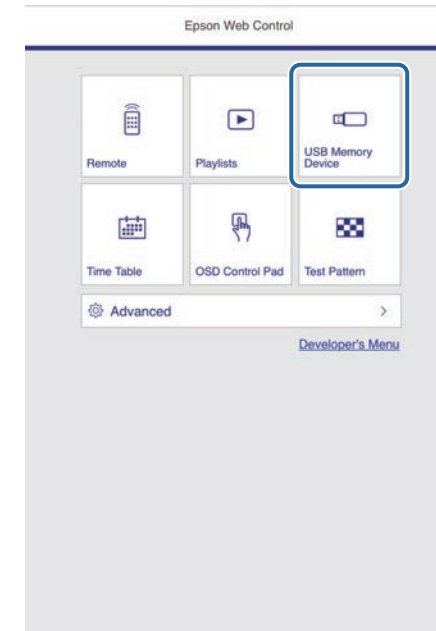 Epson Web Control
Remote
Playlists
USB Memory
Device
Time Table
OSD Control Pad
Test Pattern
Advanced
Developer's Menu